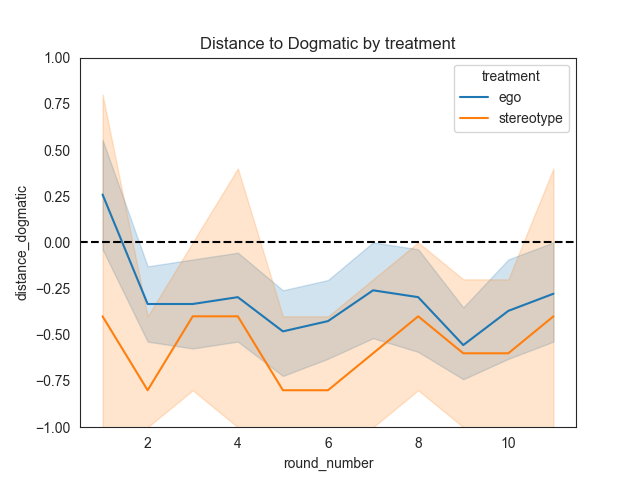 Distance to Dogmatic by treatment
treatment
ego
stereotype
distance_dogmatic
1.00
0.75
0.50
0.25
0.00
−0.25
−0.50
−0.75
−1.00
2 4 6 8 10
round_number